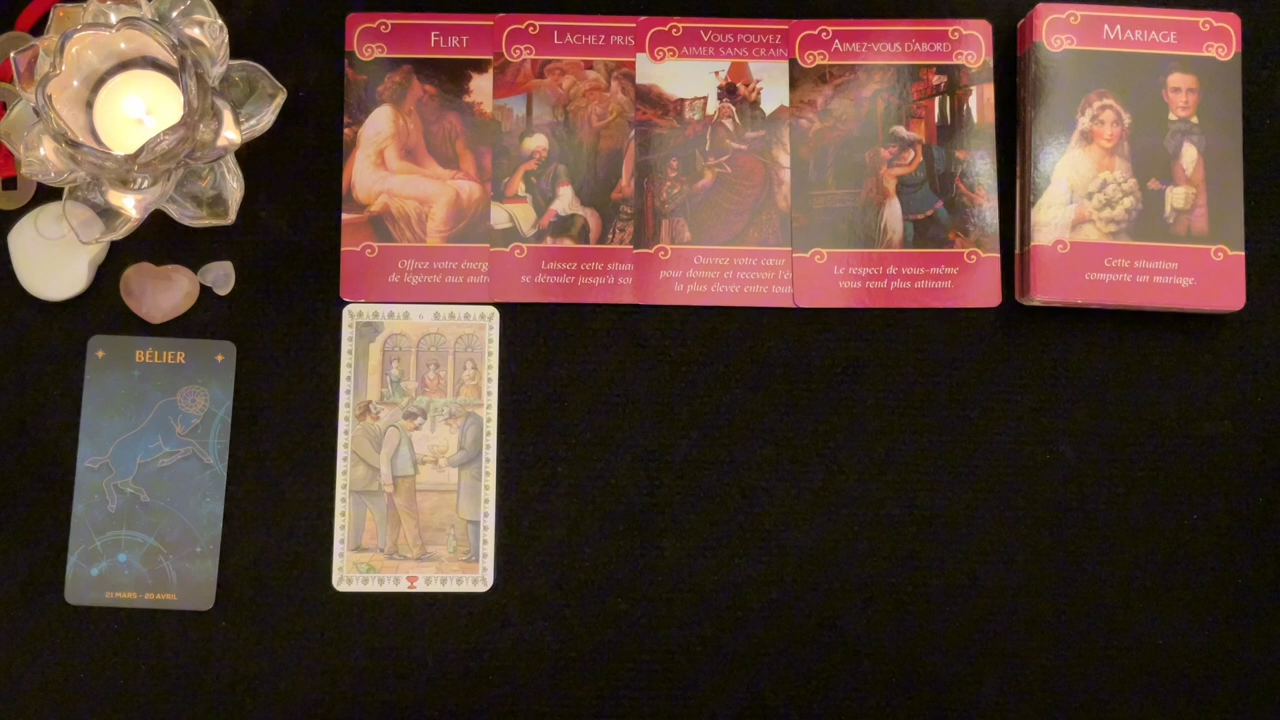 FLIRT
Offrez votre énerg
de légèreté aux autr
LÂCHEZ PRIS
Laissez cette situat
se dérouler jusqu'à so
VOUS POUVEZ
AIMER SANS CRAIN
Ouvrez votre cœur
pour donner et recevoir l'é
la plus élevée entre tout
AIMEZ-VOUS D'ABORD
Le respect de vous-même
vous rend plus attirant.
MARIAGE
Cette situation
comporte un mariage.
BÉLIER
21 MARS - 20 AVRIL
6